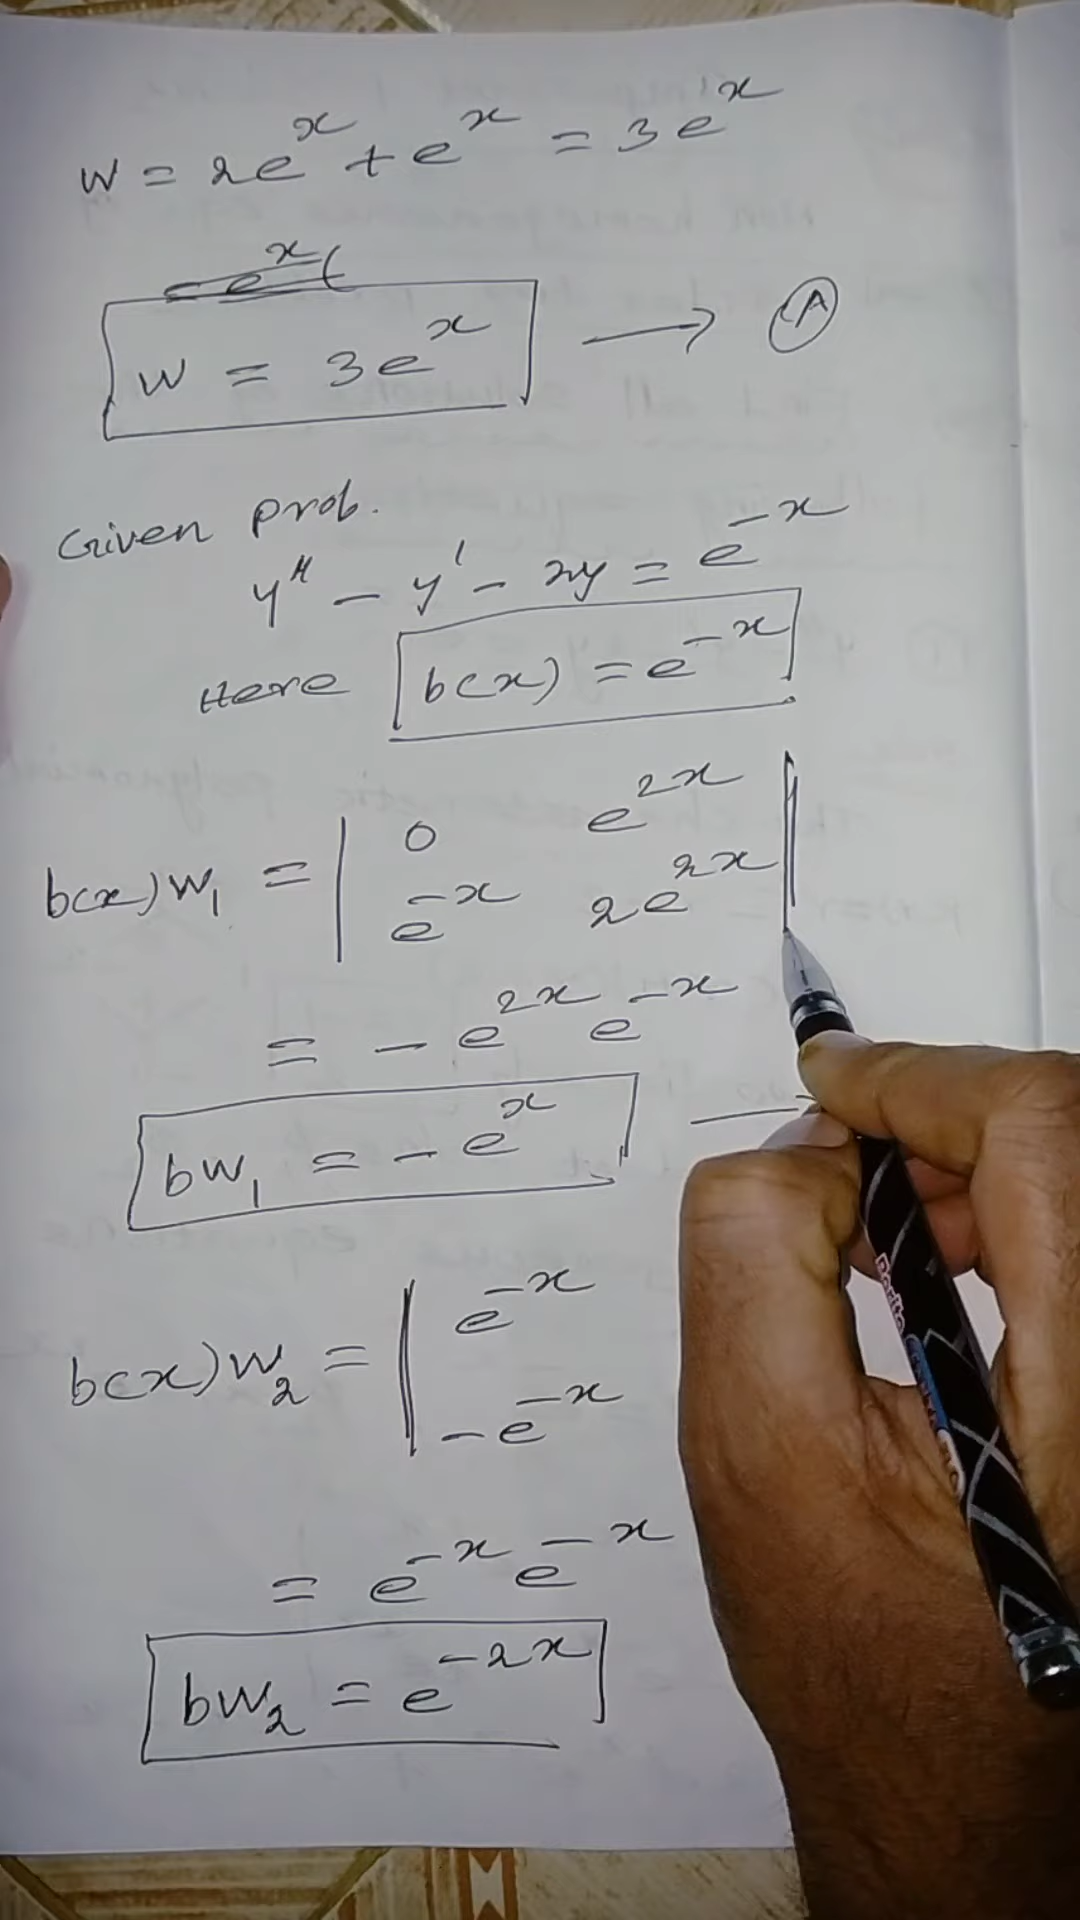 W = 2e^x + e^x = 3e^x
W = 3e^x → (A)
Given prob.
y'' - y' - 2y = e^-x
Here b(x) = e^-x
b(x)W₁ = | 0 e^2x |
| e^-x 2e^2x |
= - e^2x e^-x
bW₁ = - e^x
b(x)W₂ = | e^-x
| - e^-x
= e^-x e^-x
bW₂ = e^-2x